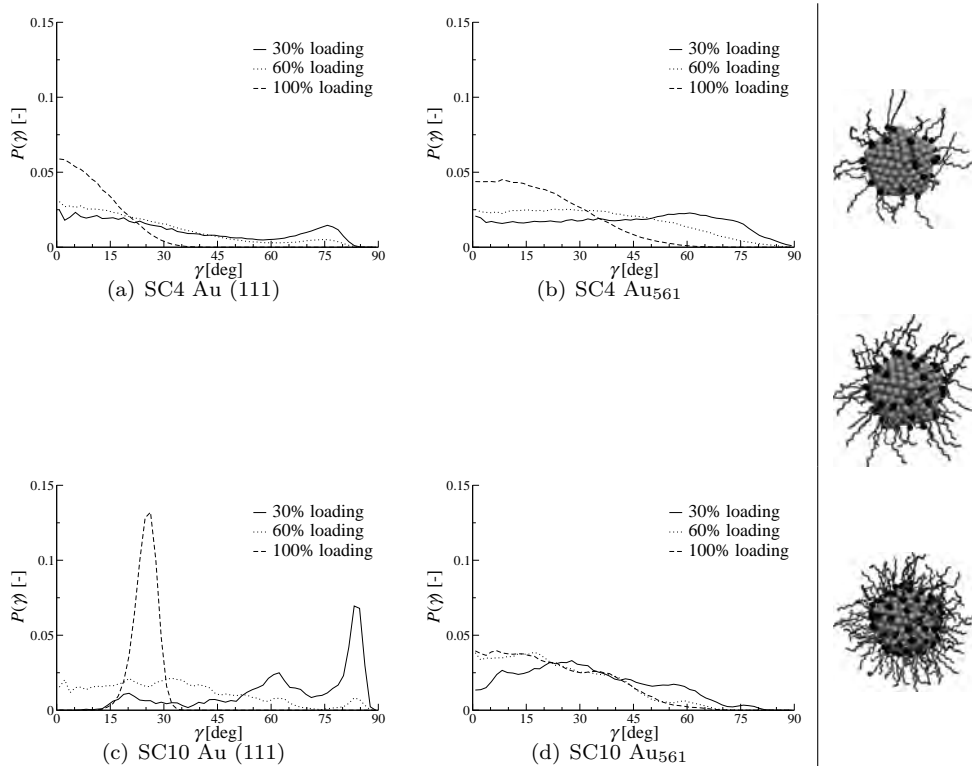 0.15
0.1
0.05
0
P(γ) [-]
30% loading
60% loading
100% loading
0 15 30 45 60 75 90
γ [deg]
(a) SC4 Au (111)
0.15
0.1
0.05
0
P(γ) [-]
30% loading
60% loading
100% loading
0 15 30 45 60 75 90
γ [deg]
(b) SC4 Au₅₆₁
0.15
0.1
0.05
0
P(γ) [-]
30% loading
60% loading
100% loading
0 15 30 45 60 75 90
γ [deg]
(c) SC10 Au (111)
0.15
0.1
0.05
0
P(γ) [-]
30% loading
60% loading
100% loading
0 15 30 45 60 75 90
γ [deg]
(d) SC10 Au₅₆₁